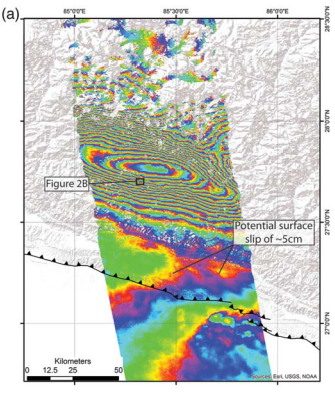 (a)
85°0'0"E
85°30'0"E
86°0'0"E
28°30'0"N
28°0'0"N
Figure 2B
Potential surface
slip of ~5cm
27°30'0"N
27°0'0"N
Kilometers
0 12.5 25 50
Sources: Esri, USGS, NOAA